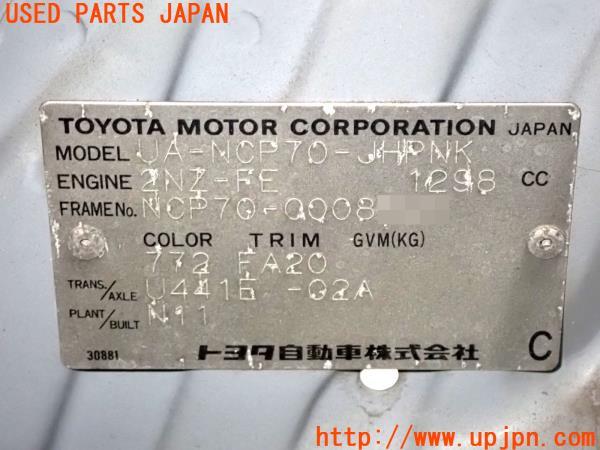 USED PARTS JAPAN
TOYOTA MOTOR CORPORATION JAPAN
MODEL UA-NCP70-JHPNK
ENGINE 2NZ-FE 1298 CC
FRAME No. NCP70-0008
COLOR TRIM GVM(KG)
772 FA20
TRANS./AXLE U441E -02A
PLANT/BUILT N11
30881 トヨタ自動車株式会社 C
http://www.upjpn.com